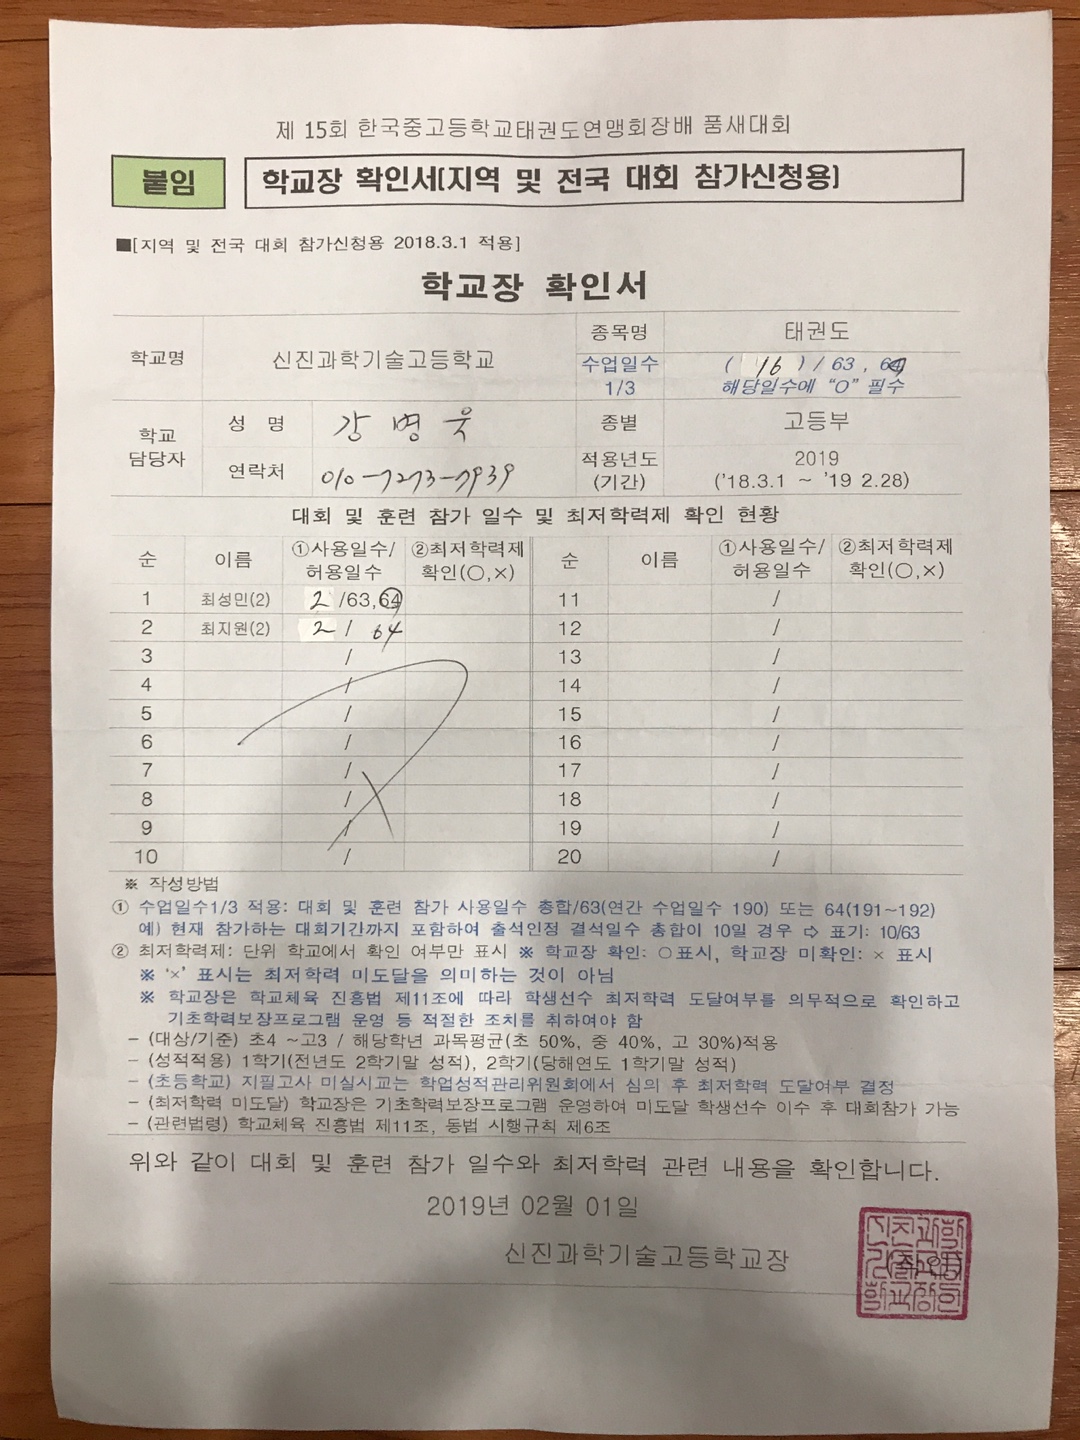 제 15회 한국중고등학교태권도연맹회장배 품새대회
붙임 학교장 확인서(지역 및 전국 대회 참가신청용)
■[지역 및 전국 대회 참가신청용 2018.3.1 적용]
학교장 확인서
학교명 신진과학기술고등학교 종목명 태권도
수업일수 1/3 ( 16 ) / 63 , 64
해당일수에 “O” 필수
학교 담당자 성 명 강병욱 종별 고등부
연락처 010-7273-7939 적용년도 (기간) 2019
('18.3.1 ~ '19 2.28)
대회 및 훈련 참가 일수 및 최저학력제 확인 현황
순 이름 ①사용일수/ 허용일수 ②최저학력제 확인(○,×) 순 이름 ①사용일수/ 허용일수 ②최저학력제 확인(○,×)
1 최성민(2) 2 /63,64 11 /
2 최지원(2) 2 / 64 12 /
3 / 13 /
4 / 14 /
5 / 15 /
6 / 16 /
7 / 17 /
8 / 18 /
9 / 19 /
10 / 20 /
※ 작성방법
① 수업일수1/3 적용: 대회 및 훈련 참가 사용일수 총합/63(연간 수업일수 190) 또는 64(191~192)
예) 현재 참가하는 대회기간까지 포함하여 출석인정 결석일수 총합이 10일 경우 ⇨ 표기: 10/63
② 최저학력제: 단위 학교에서 확인 여부만 표시 ※ 학교장 확인: ○표시, 학교장 미확인: × 표시
※ '×' 표시는 최저학력 미도달을 의미하는 것이 아님
※ 학교장은 학교체육 진흥법 제11조에 따라 학생선수 최저학력 도달여부를 의무적으로 확인하고
기초학력보장프로그램 운영 등 적절한 조치를 취하여야 함
- (대상/기준) 초4 ~고3 / 해당학년 과목평균(초 50%, 중 40%, 고 30%)적용
- (성적적용) 1학기(전년도 2학기말 성적), 2학기(당해연도 1학기말 성적)
- (초등학교) 지필고사 미실시교는 학업성적관리위원회에서 심의 후 최저학력 도달여부 결정
- (최저학력 미도달) 학교장은 기초학력보장프로그램 운영하여 미도달 학생선수 이수 후 대회참가 가능
- (관련법령) 학교체육 진흥법 제11조, 동법 시행규칙 제6조
위와 같이 대회 및 훈련 참가 일수와 최저학력 관련 내용을 확인합니다.
2019년 02월 01일
신진과학기술고등학교장